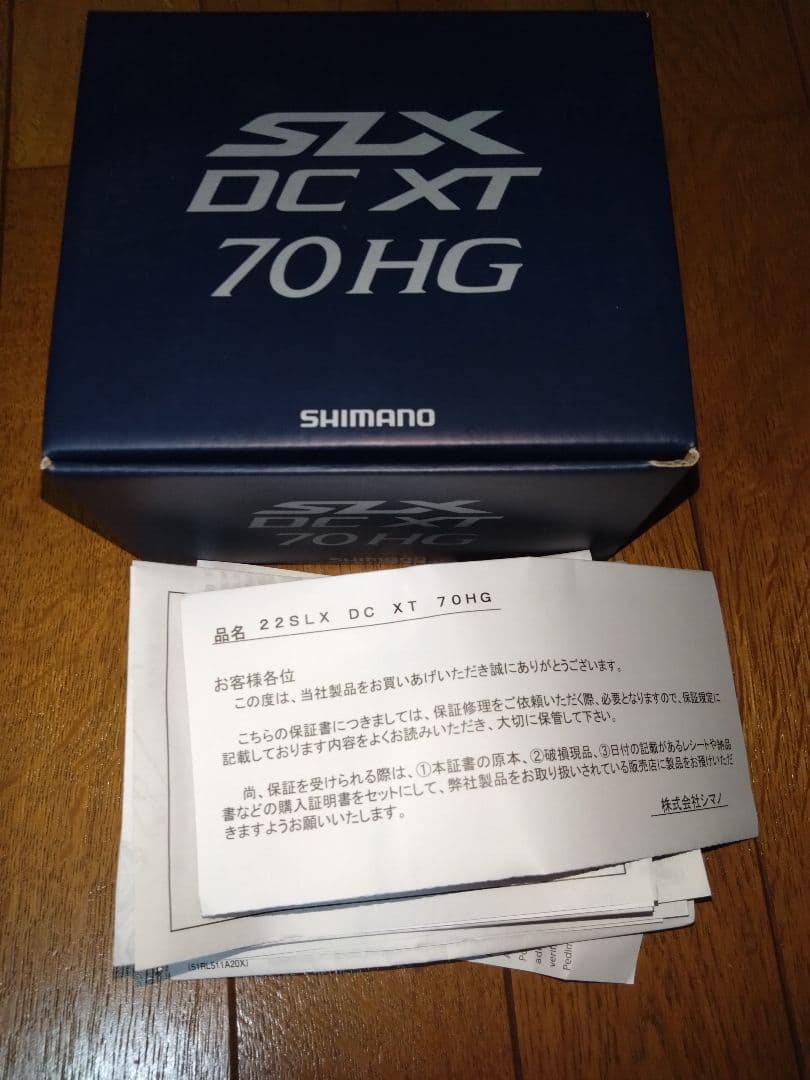 SLX
DC XT
70HG
SHIMANO
SLX
DC XT
70HG
SHIMANO
品名 22SLX DC XT 70HG
お客様各位
この度は、当社製品をお買いあげいただき誠にありがとうございます。
こちらの保証書につきましては、保証修理をご依頼いただく際、必要となりますので、保証規定に
記載しております内容をよくお読みいただき、大切に保管して下さい。
尚、保証を受けられる際は、①本証書の原本、②破損現品、③日付の記載があるレシートや納品
書などの購入証明書をセットにして、弊社製品をお取り扱いされている販売店に製品をお預けいただ
きますようお願いいたします。
株式会社シマノ
(51RL511A20X)